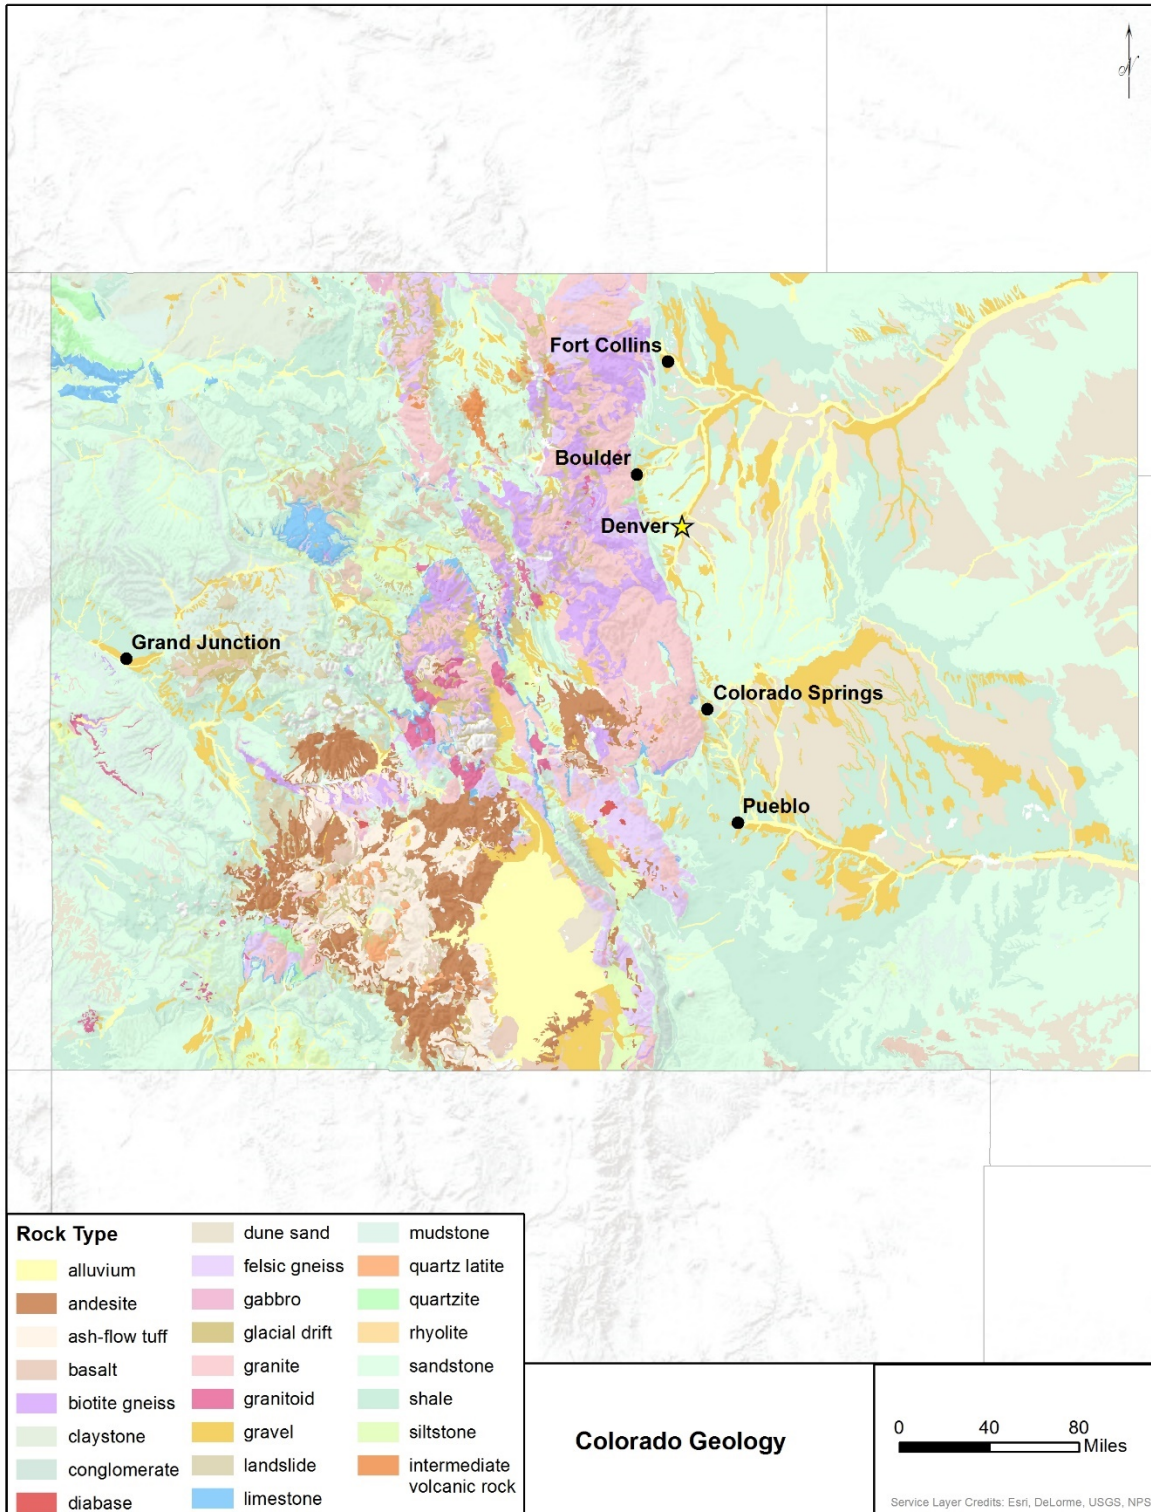 N
Fort Collins
Boulder
Denver
Grand Junction
Colorado Springs
Pueblo
Rock Type
alluvium
andesite
ash-flow tuff
basalt
biotite gneiss
claystone
conglomerate
diabase
dune sand
felsic gneiss
gabbro
glacial drift
granite
granitoid
gravel
landslide
limestone
mudstone
quartz latite
quartzite
rhyolite
sandstone
shale
siltstone
intermediate
volcanic rock
Colorado Geology
0 40 80
Miles
Service Layer Credits: Esri, DeLorme, USGS, NPS